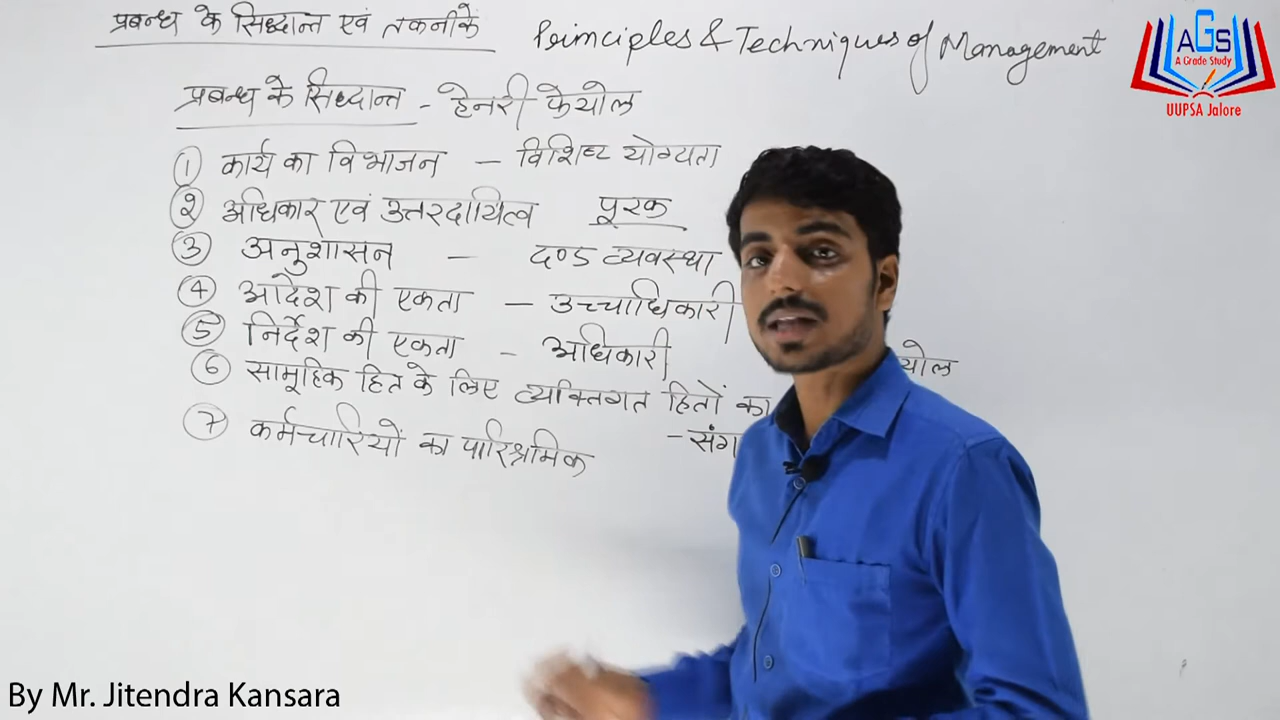 प्रबन्ध के सिद्धान्त एवं तकनीकें Principles & Techniques of Management
AGS
A Grade Study
UUPSA Jalore
प्रबन्ध के सिद्धान्त - हेनरी फेयोल
① कार्य का विभाजन - विशिष्ट योग्यता
② अधिकार एवं उत्तरदायित्व पूरक
③ अनुशासन - दण्ड व्यवस्था
④ आदेश की एकता - उच्चाधिकारी
⑤ निर्देश की एकता - अधिकारी
⑥ सामूहिक हित के लिए व्यक्तिगत हितों का योल
- संग
⑦ कर्मचारियों का पारिश्रमिक
By Mr. Jitendra Kansara